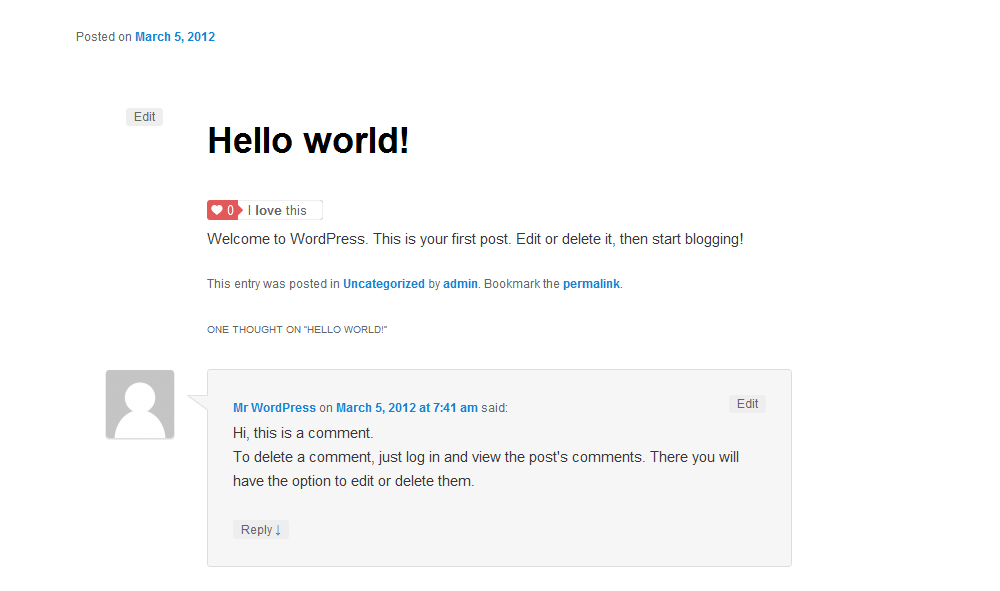 Posted on March 5, 2012
Edit
Hello world!
0 I love this
Welcome to WordPress. This is your first post. Edit or delete it, then start blogging!
This entry was posted in Uncategorized by admin. Bookmark the permalink.
ONE THOUGHT ON “HELLO WORLD!”
Mr WordPress on March 5, 2012 at 7:41 am said:
Edit
Hi, this is a comment.
To delete a comment, just log in and view the post's comments. There you will
have the option to edit or delete them.
Reply ↓